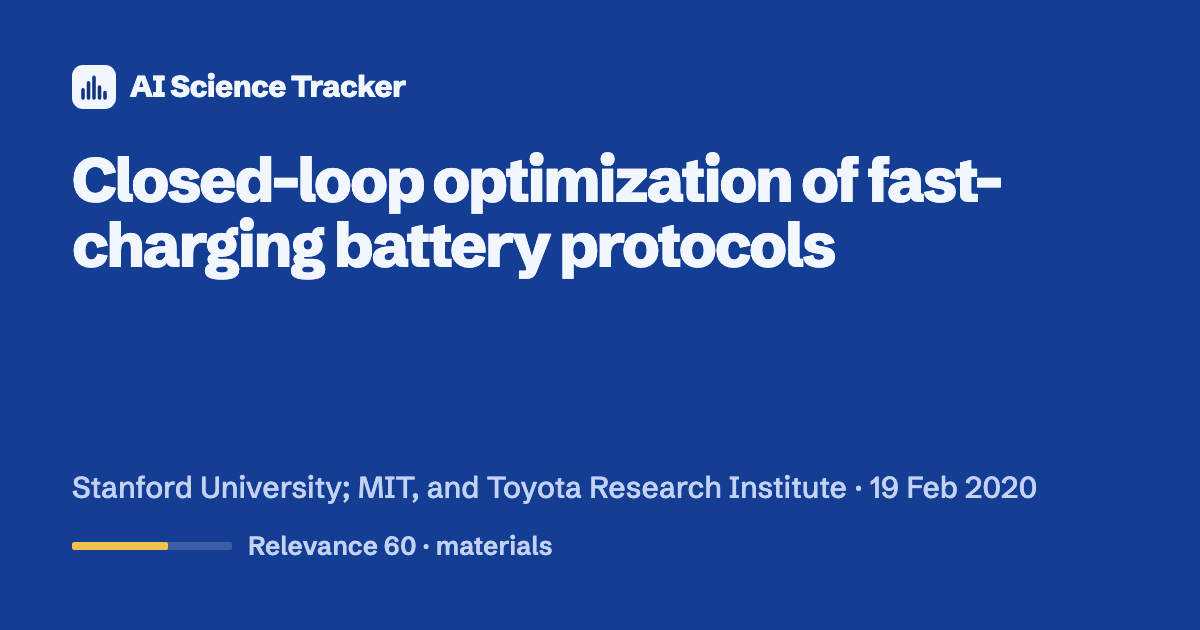 AI Science Tracker
Closed-loop optimization of fast-
charging battery protocols
Stanford University; MIT, and Toyota Research Institute · 19 Feb 2020
Relevance 60 · materials